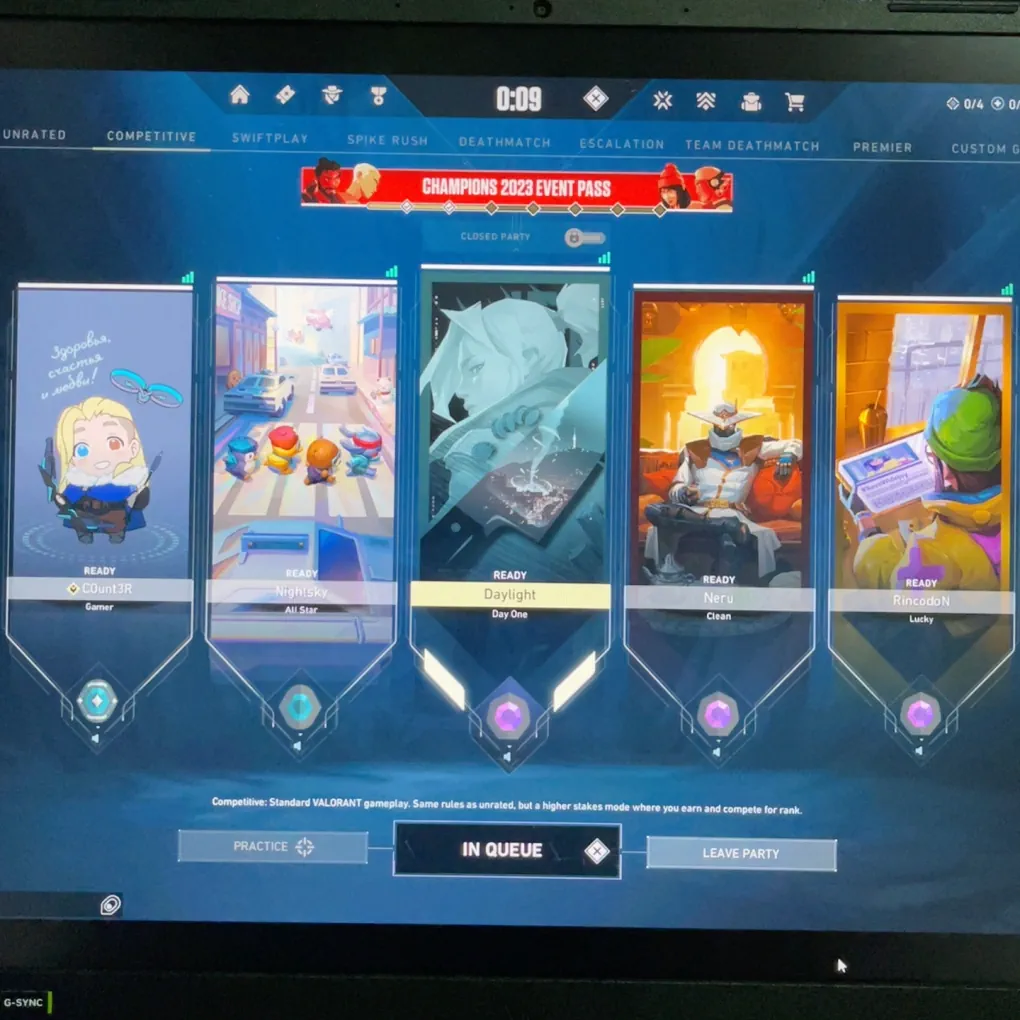 0:09
0/4
0/
UNRATED
COMPETITIVE
SWIFTPLAY
SPIKE RUSH
DEATHMATCH
ESCALATION
TEAM DEATHMATCH
PREMIER
CUSTOM G
CHAMPIONS 2023 EVENT PASS
CLOSED PARTY
Здоровья,
счастья
и любви!
READY
C0unt3R
Gamer
READY
Nightsky
All Star
READY
Daylight
Day One
READY
Neru
Clean
READY
RincodoN
Lucky
Competitive: Standard VALORANT gameplay. Same rules as unrated, but a higher stakes mode where you earn and compete for rank.
PRACTICE
IN QUEUE
LEAVE PARTY
G-SYNC